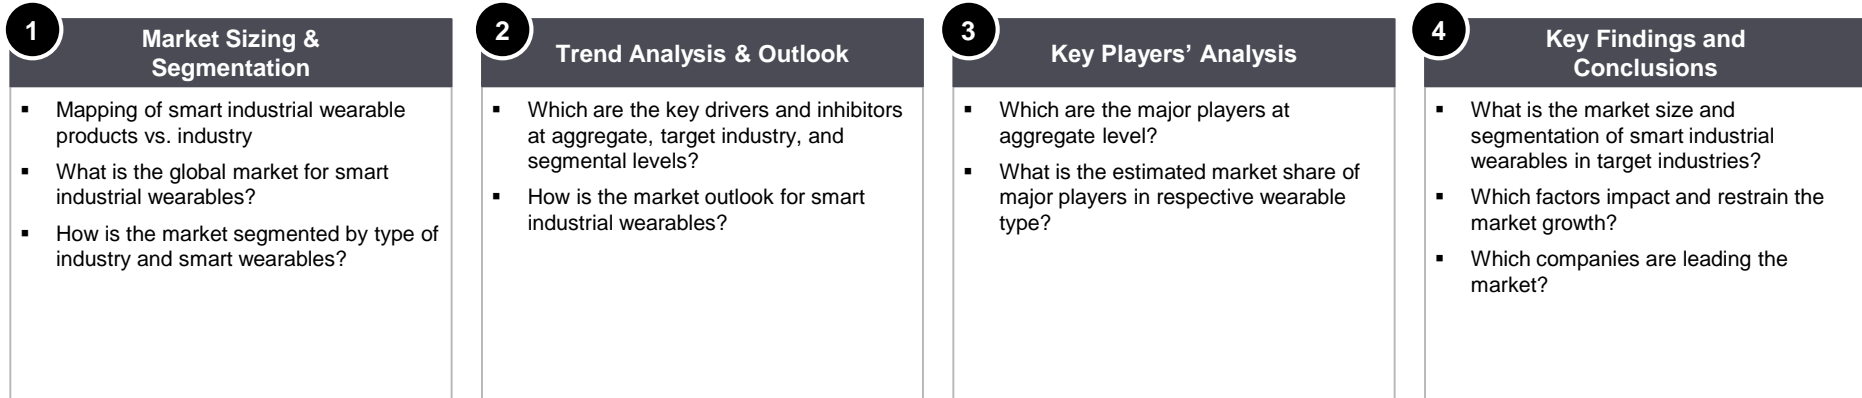 1
Market Sizing &
Segmentation
▪ Mapping of smart industrial wearable
products vs. industry
▪ What is the global market for smart
industrial wearables?
▪ How is the market segmented by type of
industry and smart wearables?
2
Trend Analysis & Outlook
▪ Which are the key drivers and inhibitors
at aggregate, target industry, and
segmental levels?
▪ How is the market outlook for smart
industrial wearables?
3
Key Players’ Analysis
▪ Which are the major players at
aggregate level?
▪ What is the estimated market share of
major players in respective wearable
type?
4
Key Findings and
Conclusions
▪ What is the market size and
segmentation of smart industrial
wearables in target industries?
▪ Which factors impact and restrain the
market growth?
▪ Which companies are leading the
market?